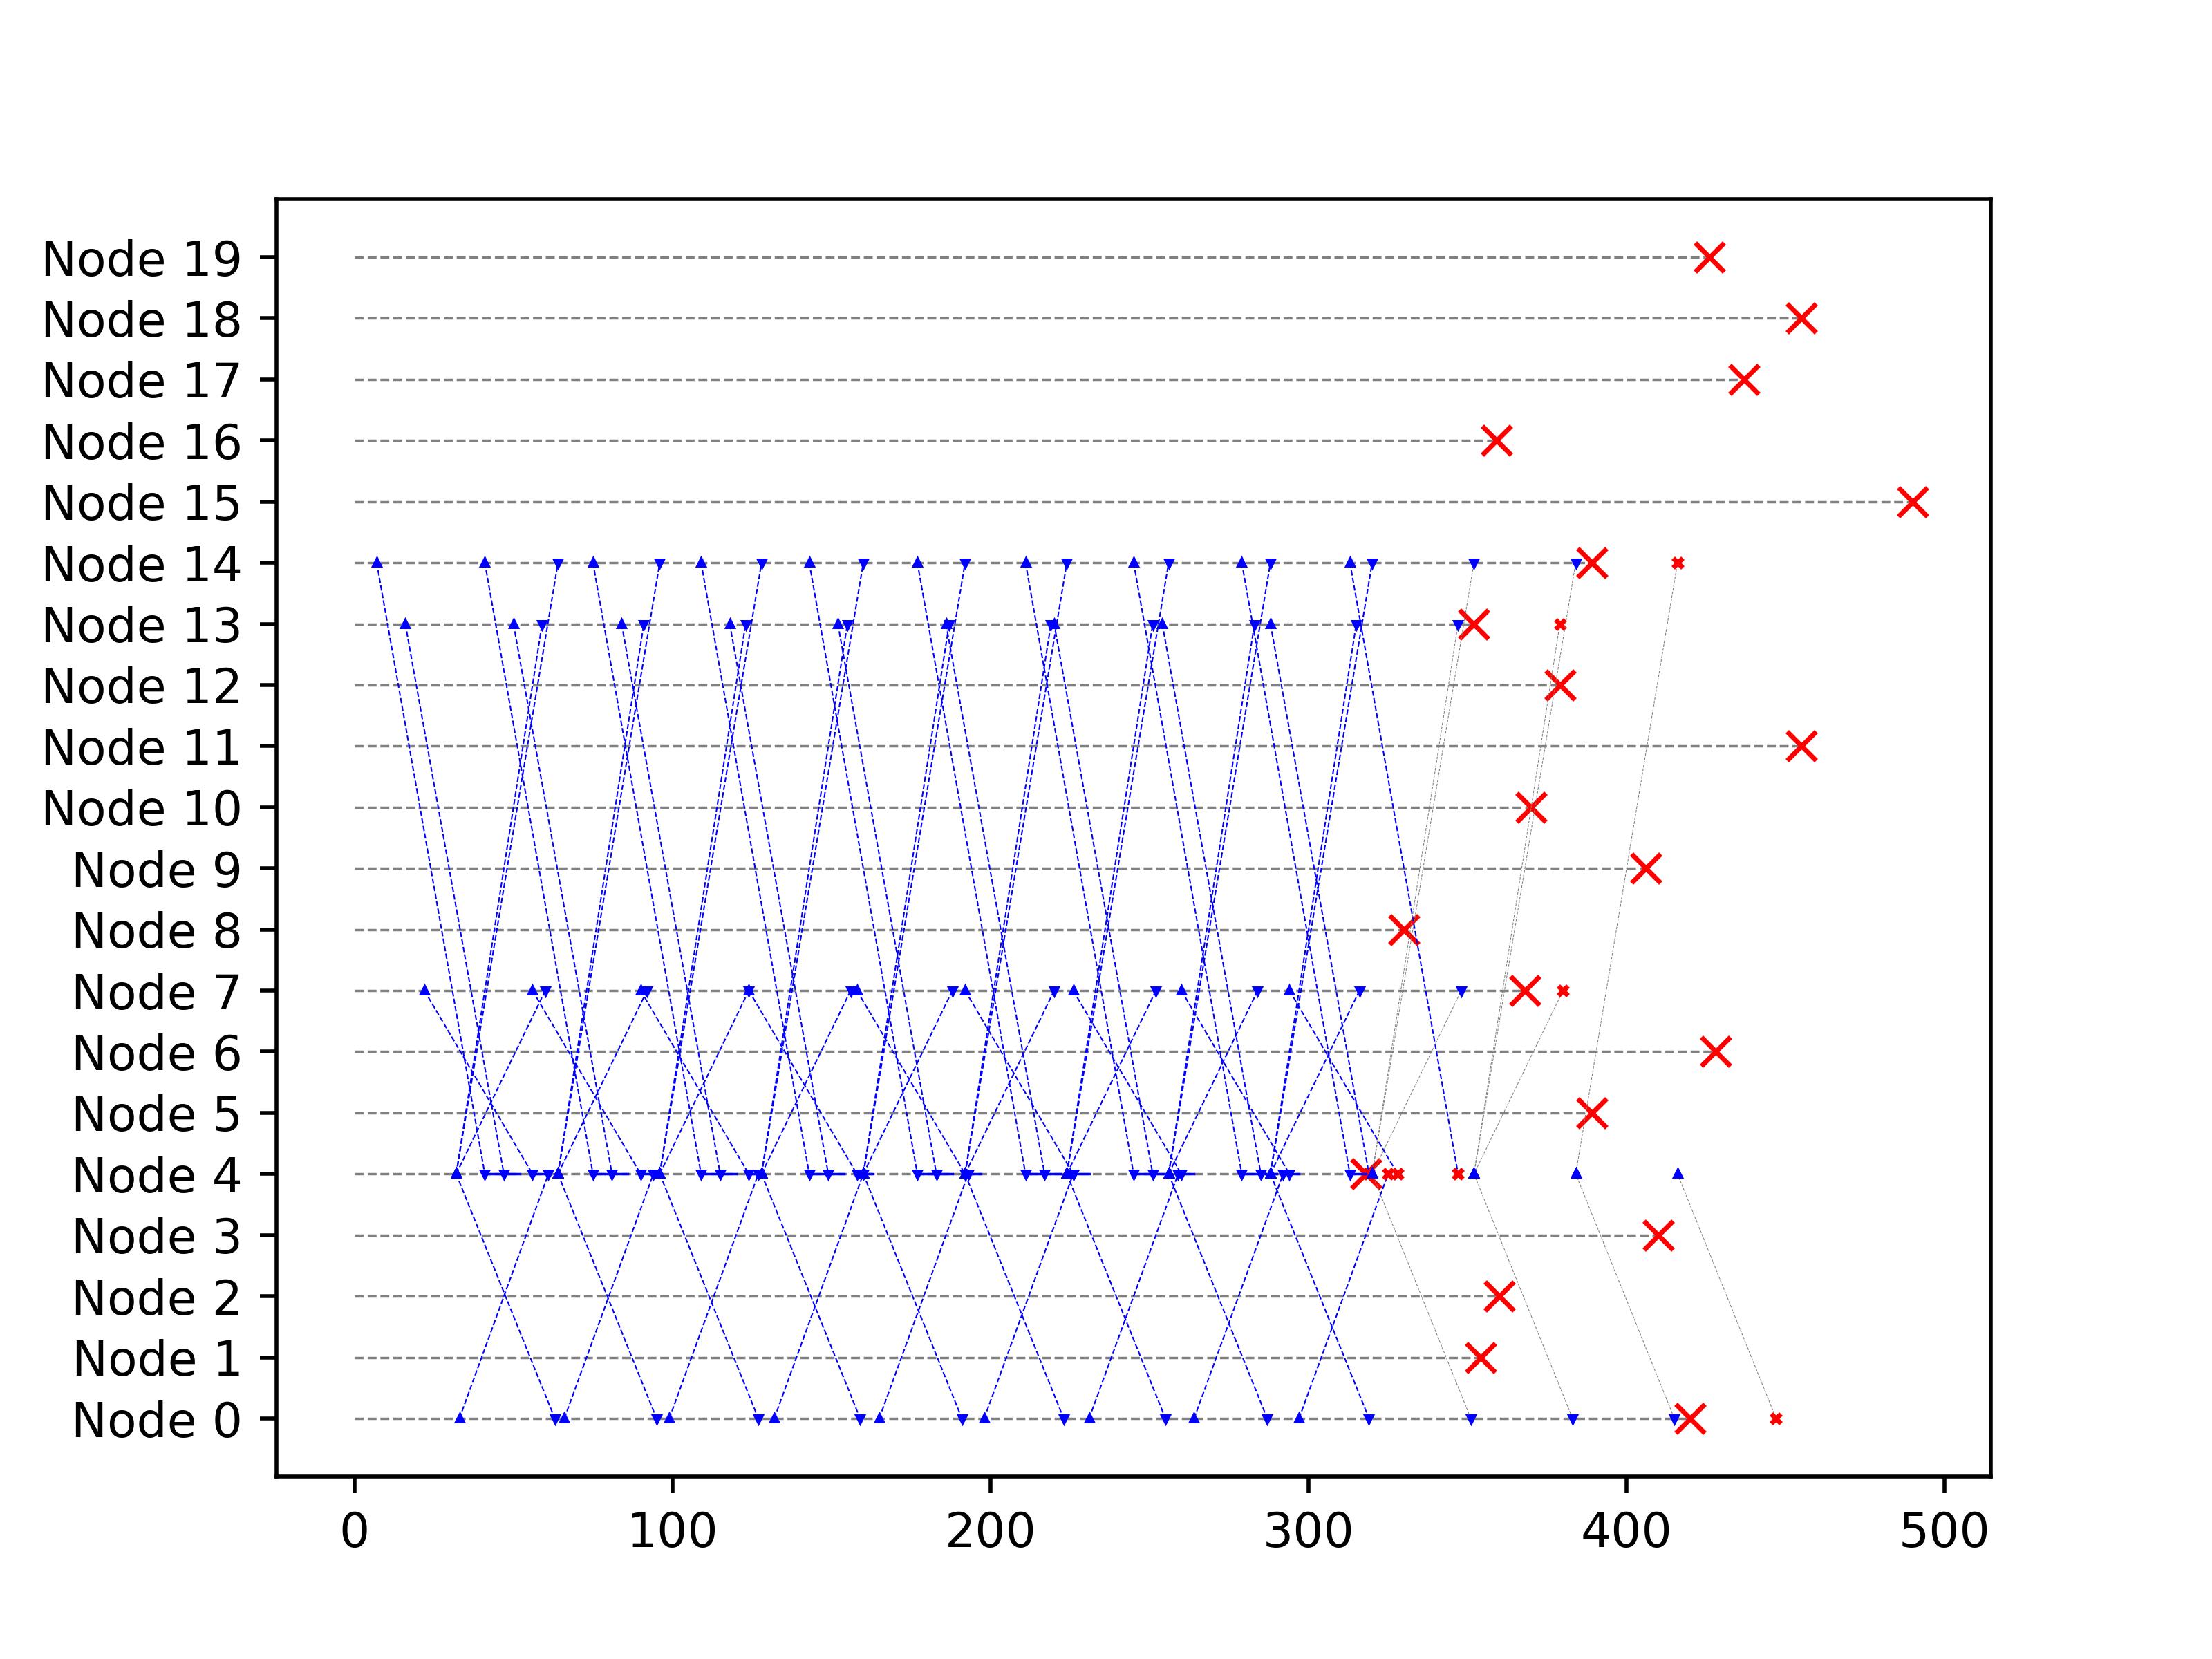 Node 19
Node 18
Node 17
Node 16
Node 15
Node 14
Node 13
Node 12
Node 11
Node 10
Node 9
Node 8
Node 7
Node 6
Node 5
Node 4
Node 3
Node 2
Node 1
Node 0
0 100 200 300 400 500